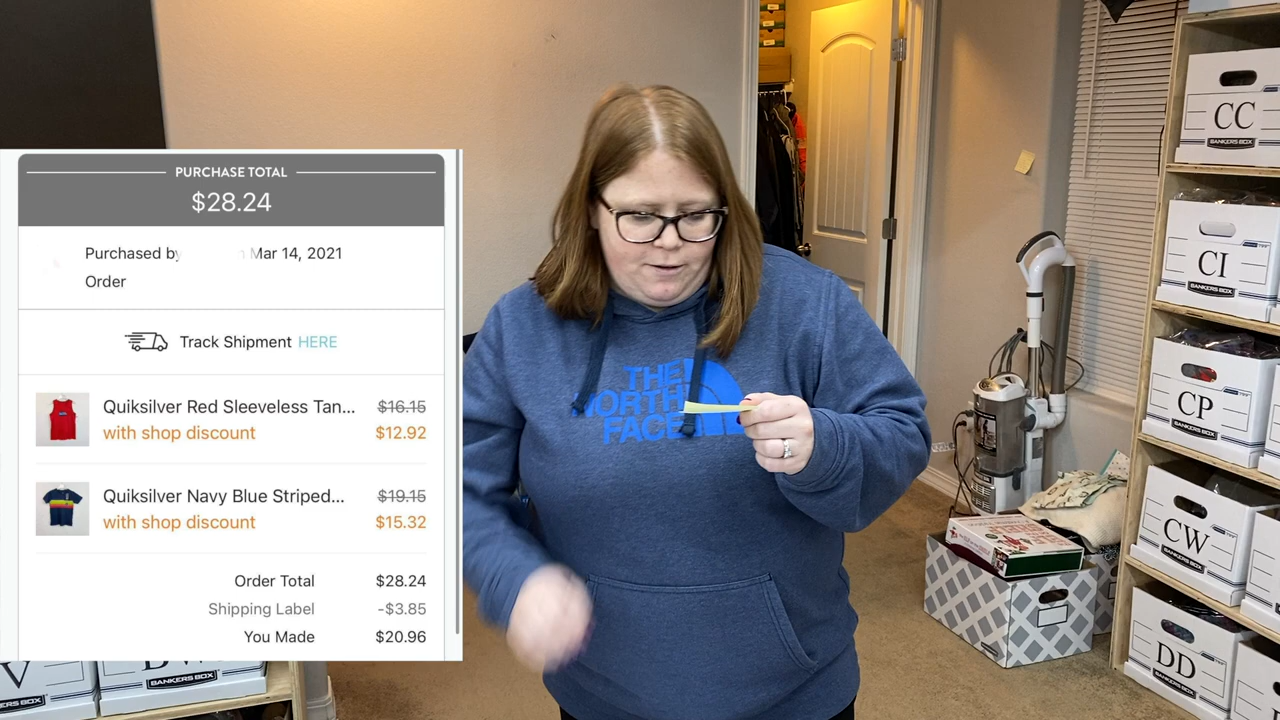 PURCHASE TOTAL
$28.24
Purchased by Mar 14, 2021
Order
Track Shipment HERE
Quiksilver Red Sleeveless Tan... $16.15
with shop discount $12.92
Quiksilver Navy Blue Striped... $19.15
with shop discount $15.32
Order Total $28.24
Shipping Label -$3.85
You Made $20.96
THE
NORTH
FACE
CC
BANKERS BOX
CI
BANKERS BOX
CP
BANKERS BOX
CW
BANKERS BOX
DD
BANKERS BOX
V
BANKERS BOX